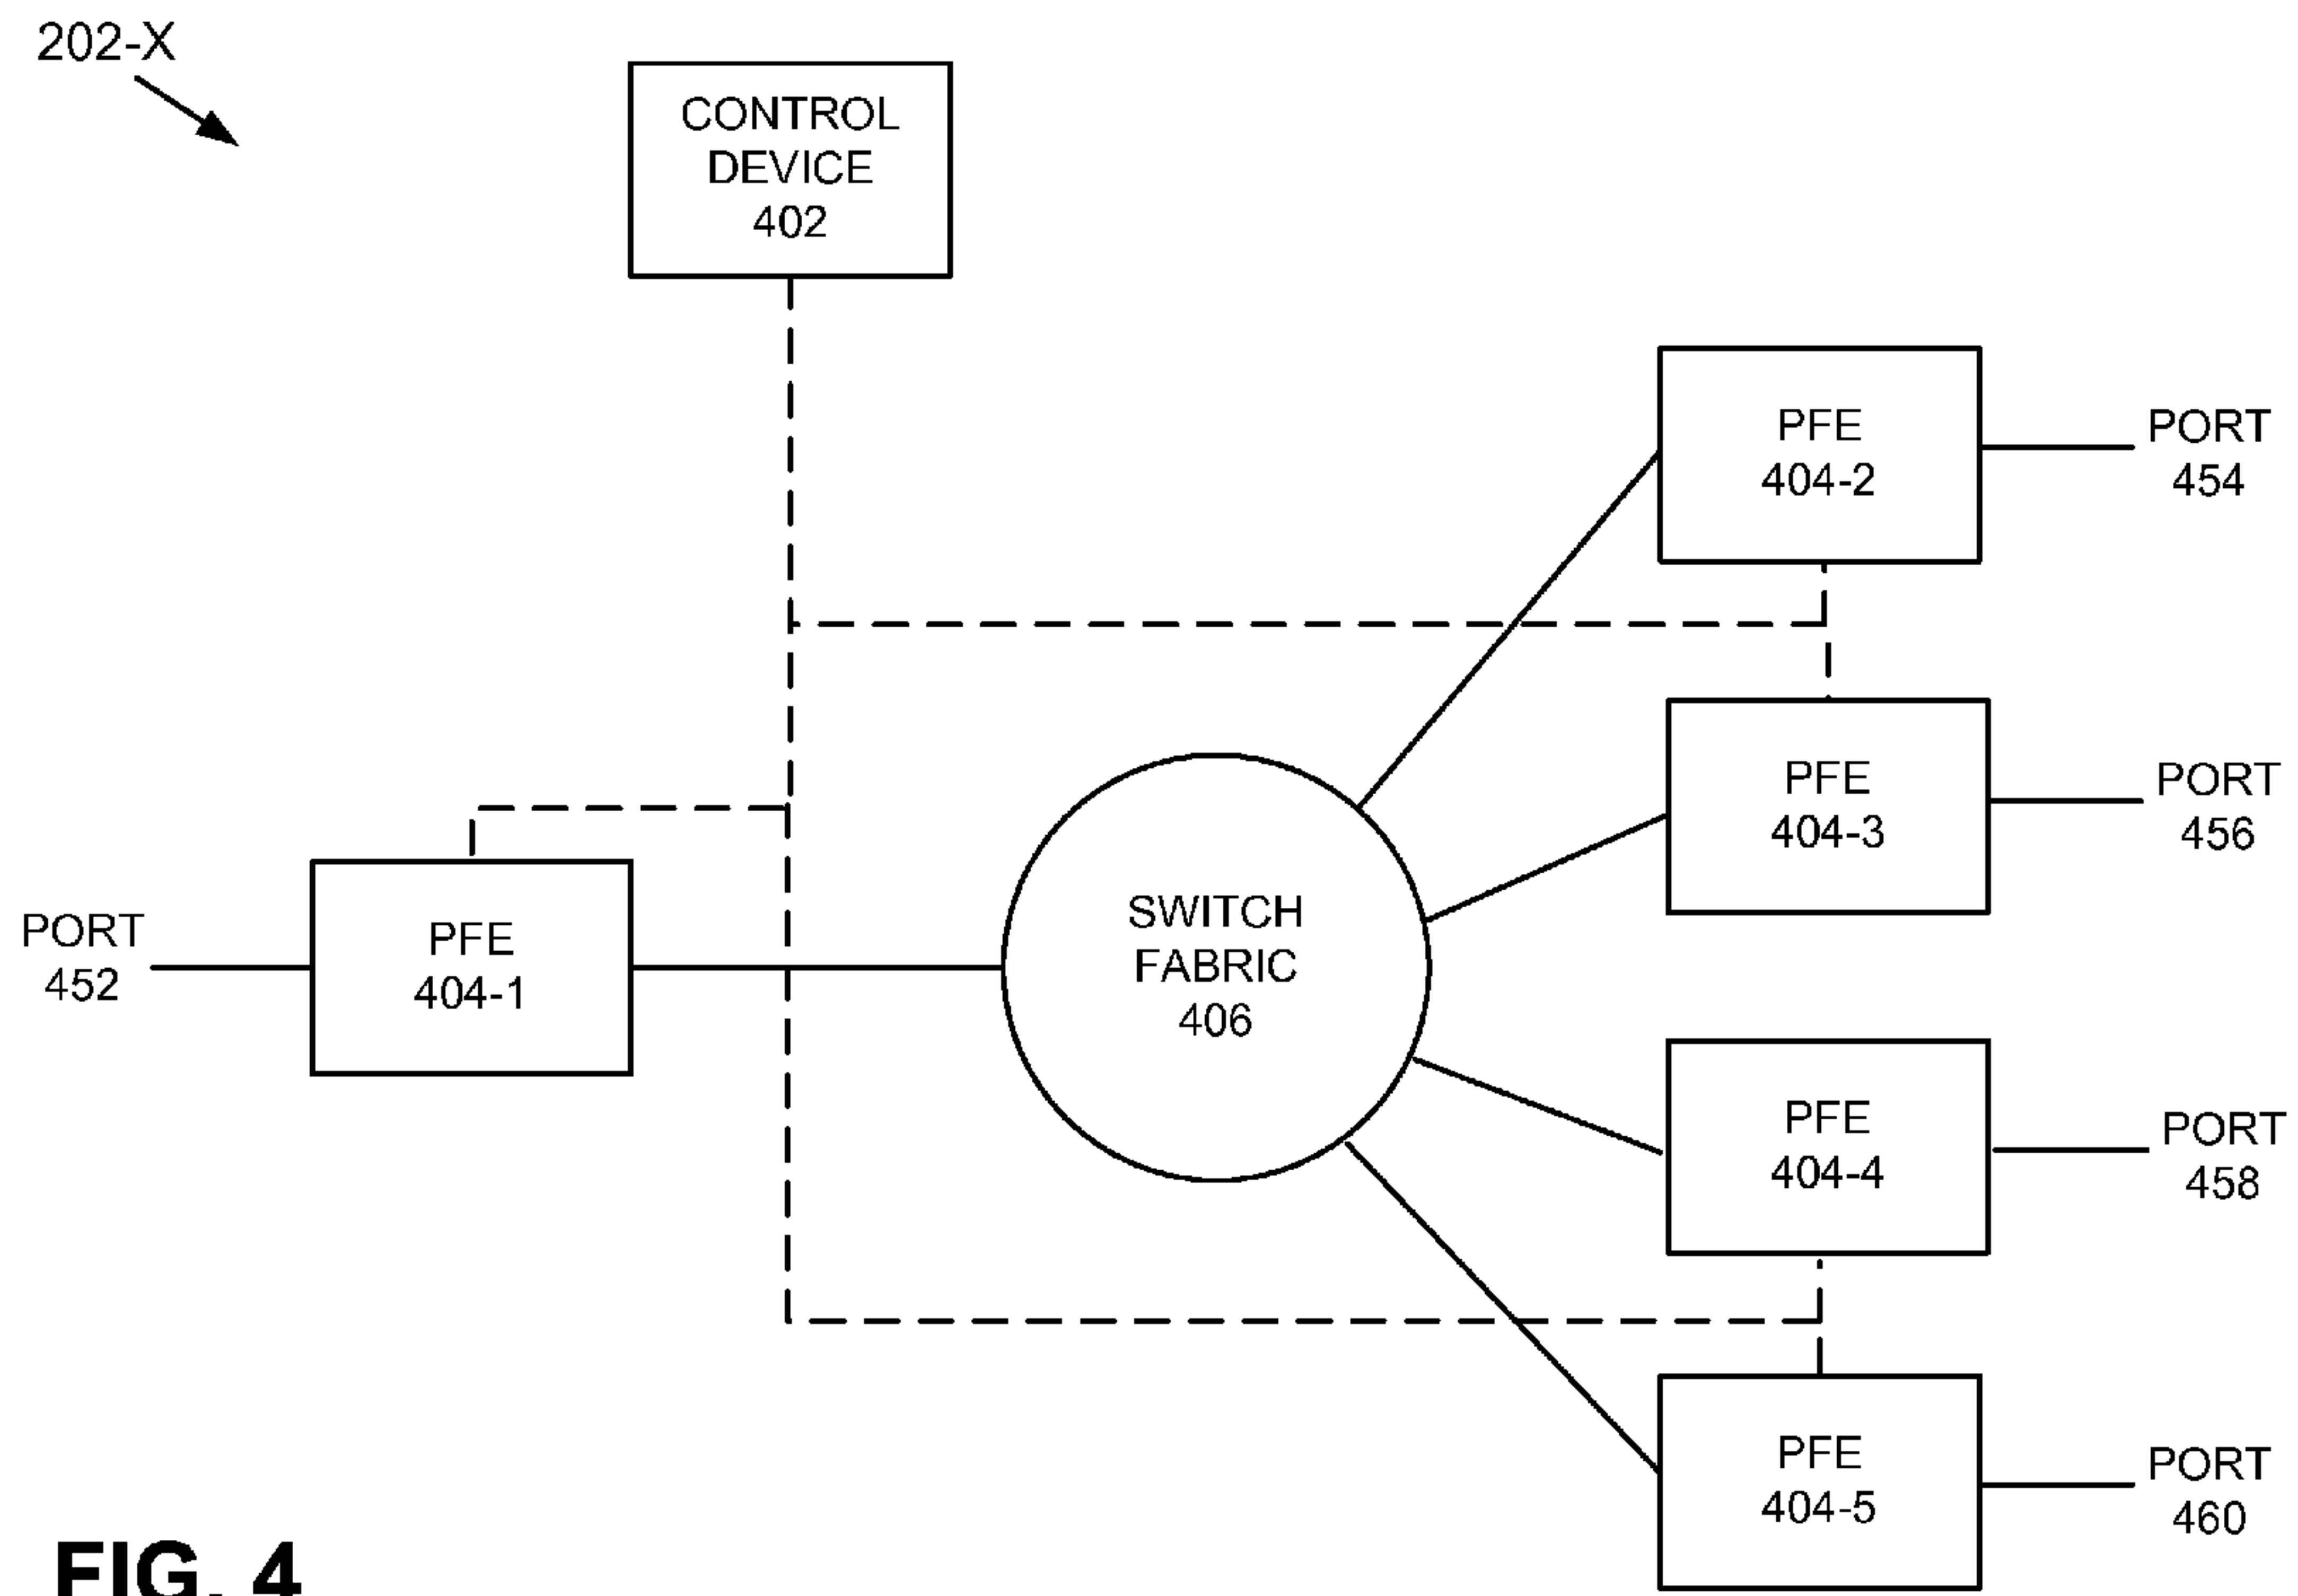 202-X
CONTROL
DEVICE
402
PFE
404-2
PORT
454
PFE
404-3
PORT
456
PORT
452
PFE
404-1
SWITCH
FABRIC
406
PFE
404-4
PORT
458
PFE
404-5
PORT
460
FIG. 4